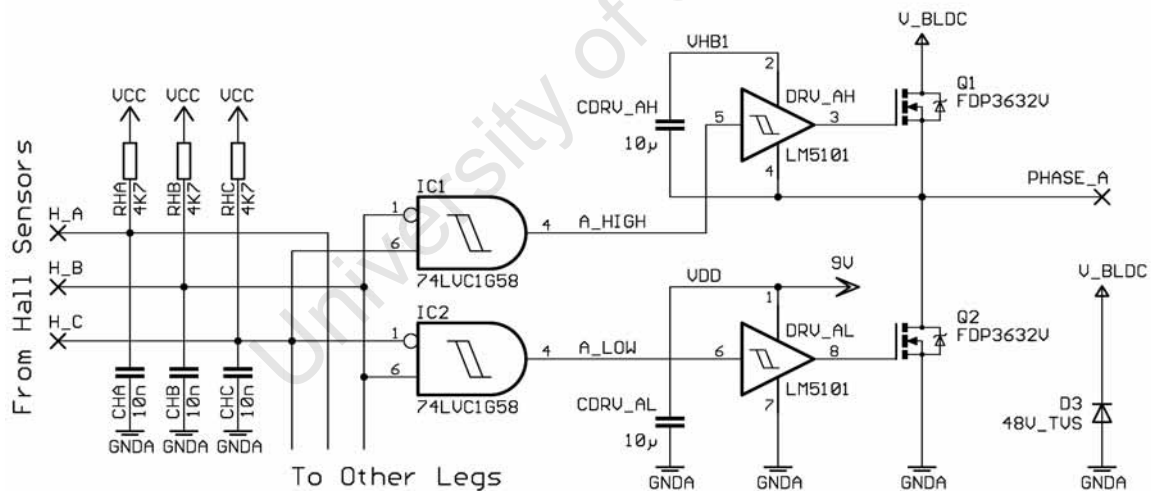 University of
From Hall Sensors
VCC
VCC
VCC
RHA
4K7
RHB
4K7
RHC
4K7
H_A
H_B
H_C
CHA
10n
CHB
10n
CHC
10n
GNDA
GNDA
GNDA
To Other Legs
IC1
1
6
4
74LVC1G58
A_HIGH
IC2
1
6
4
74LVC1G58
A_LOW
VHB1
2
CDRV_AH
10µ
5
DRV_AH
3
LM5101
4
V_BLDC
Q1
FDP3632V
PHASE_A
VDD
9V
1
DRV_AL
6
8
LM5101
7
CDRV_AL
10µ
GNDA
GNDA
Q2
FDP3632V
GNDA
V_BLDC
D3
48V_TVS
GNDA